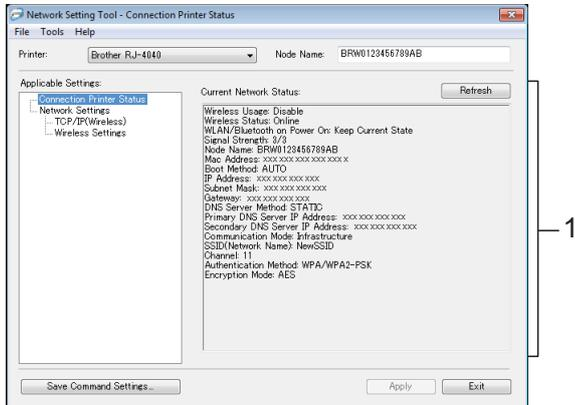 Network Setting Tool - Connection Printer Status
File Tools Help
Printer: Brother RJ-4040 Node Name: BRW0123456789AB
Applicable Settings:
Connection Printer Status
Network Settings
TCP/IP(Wireless)
Wireless Settings
Current Network Status: Refresh
Wireless Usage: Disable
Wireless Status: Online
WLAN/Bluetooth on Power On: Keep Current State
Signal Strength: 3/3
Node Name: BRW0123456789AB
Mac Address: xxx xxx xxx xxx xxx x
Boot Method: AUTO
IP Address: xxx xxx xxx xxx
Subnet Mask: xxx xxx xxx xxx
Gateway: xxx xxx xxx xxx
DNS Server Method: STATIC
Primary DNS Server IP Address: xxx xxx xxx xxx
Secondary DNS Server IP Address: xxx xxx xxx xxx
Communication Mode: Infrastructure
SSID(Network Name): NewSSID
Channel: 11
Authentication Method: WPA/WPA2-PSK
Encryption Mode: AES
1
Save Command Settings... Apply Exit